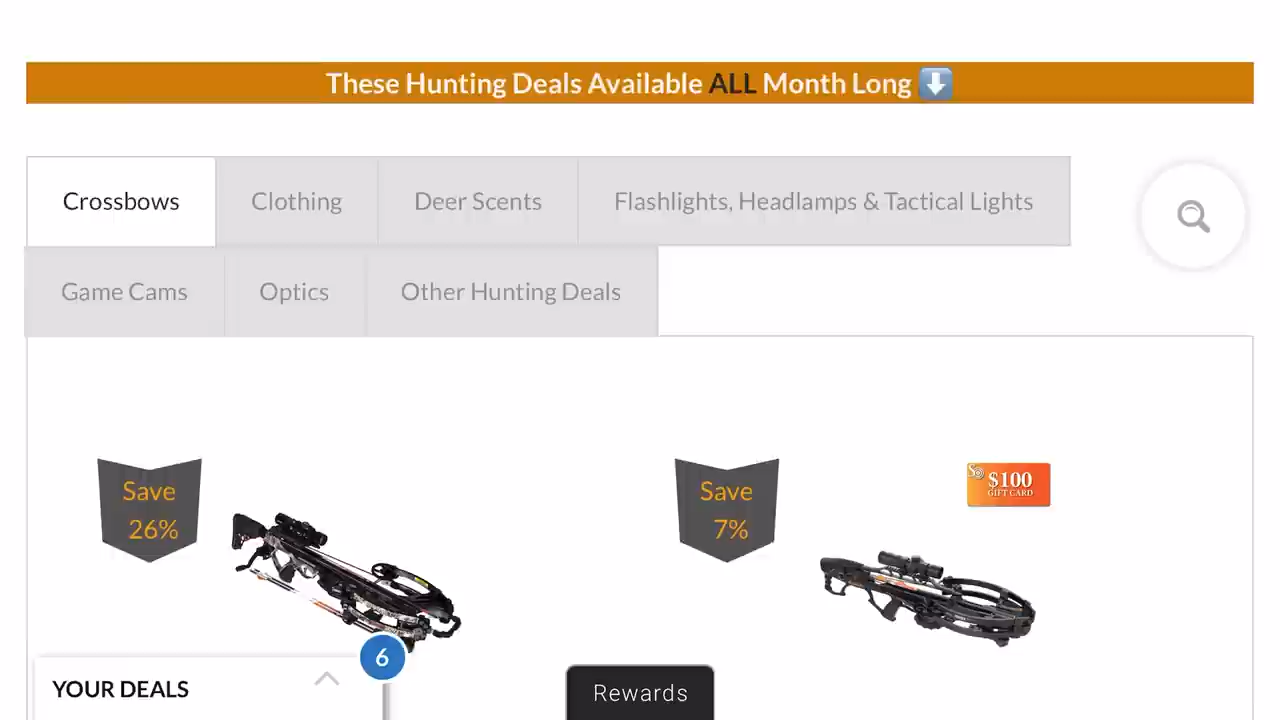 These Hunting Deals Available ALL Month Long
Crossbows
Clothing
Deer Scents
Flashlights, Headlamps & Tactical Lights
Game Cams
Optics
Other Hunting Deals
Save
26%
Save
7%
$100
GIFT CARD
6
YOUR DEALS
Rewards